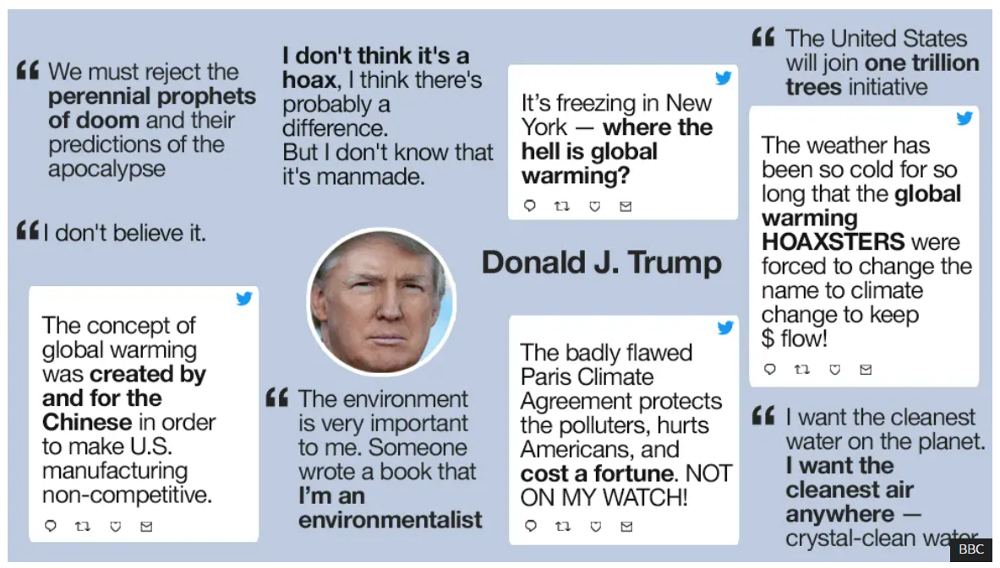 “ We must reject the
perennial prophets
of doom and their
predictions of the
apocalypse
I don't think it's a
hoax, I think there's
probably a
difference.
But I don't know that
it's manmade.
It’s freezing in New
York — where the
hell is global
warming?
“ The United States
will join one trillion
trees initiative
The weather has
been so cold for so
long that the global
warming
HOAXSTERS were
forced to change the
name to climate
change to keep
$ flow!
“ I don't believe it.
Donald J. Trump
The concept of
global warming
was created by
and for the
Chinese in order
to make U.S.
manufacturing
non-competitive.
“ The environment
is very important
to me. Someone
wrote a book that
I’m an
environmentalist
The badly flawed
Paris Climate
Agreement protects
the polluters, hurts
Americans, and
cost a fortune. NOT
ON MY WATCH!
“ I want the cleanest
water on the planet.
I want the
cleanest air
anywhere —
crystal-clean water
BBC